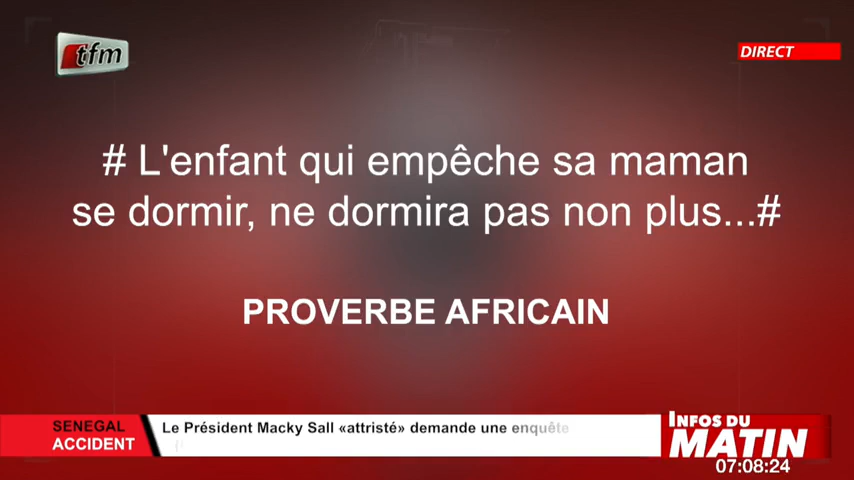 tfm
DIRECT
# L'enfant qui empêche sa maman
se dormir, ne dormira pas non plus...#
PROVERBE AFRICAIN
SENEGAL
ACCIDENT
Le Président Macky Sall «attristé» demande une enquête
INFOS DU
MATIN
07:08:24